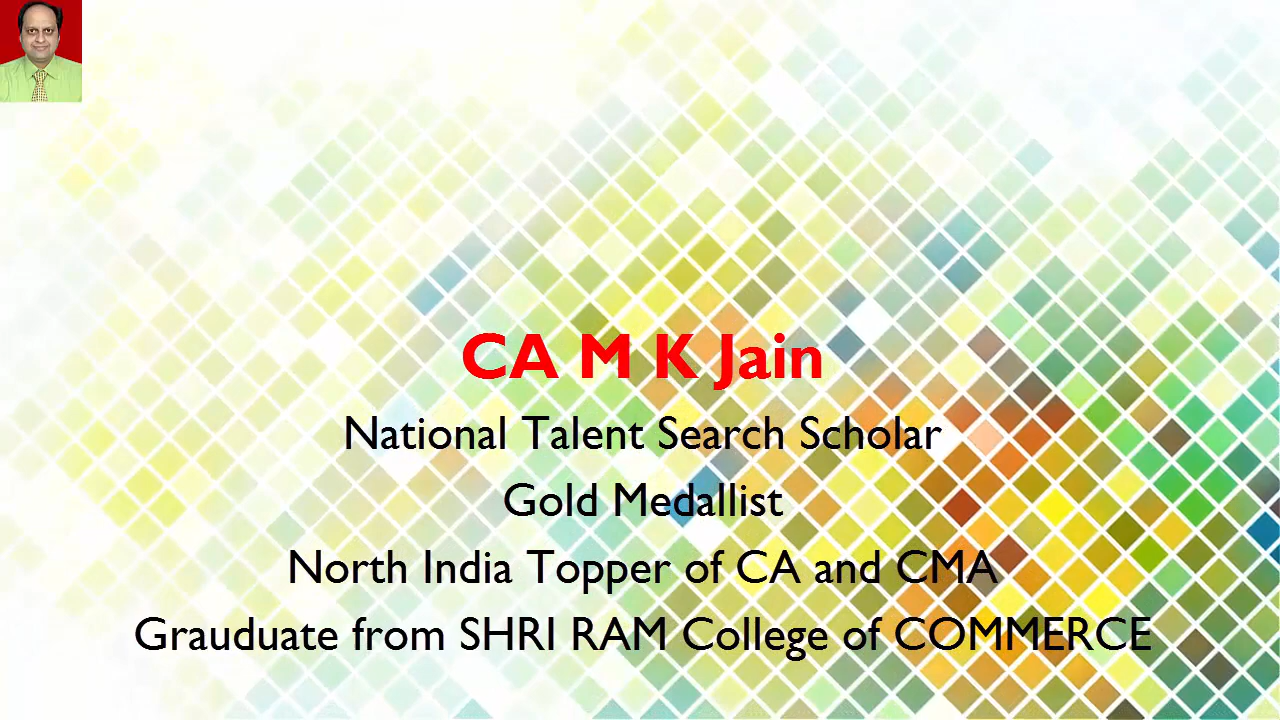 CA M K Jain
National Talent Search Scholar
Gold Medallist
North India Topper of CA and CMA
Grauduate from SHRI RAM College of COMMERCE